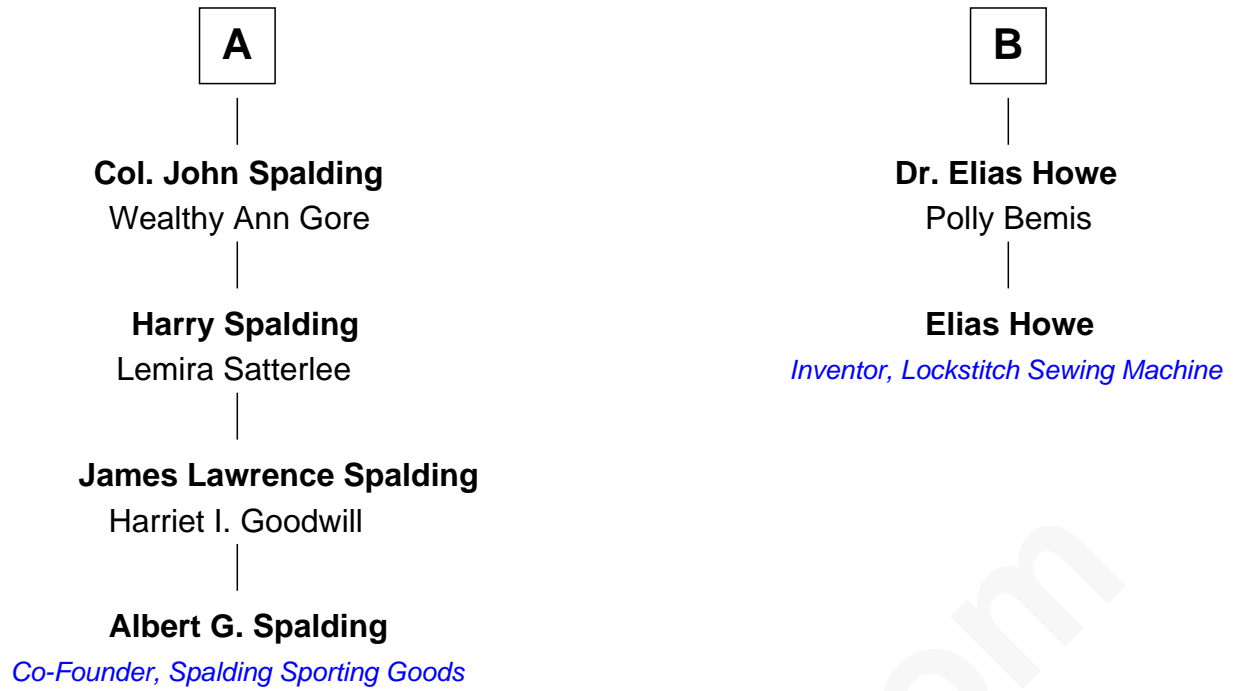 A
Col. John Spalding
Wealthy Ann Gore
Harry Spalding
Lemira Satterlee
James Lawrence Spalding
Harriet I. Goodwill
Albert G. Spalding
Co-Founder, Spalding Sporting Goods
B
Dr. Elias Howe
Polly Bemis
Elias Howe
Inventor, Lockstitch Sewing Machine
om